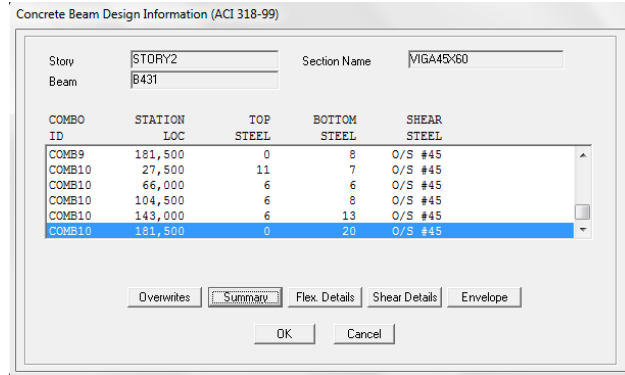 Concrete Beam Design Information (ACI 318-99)
Story STORY2 Section Name VIGA45X60
Beam B431
COMBO STATION TOP BOTTOM SHEAR
ID LOC STEEL STEEL STEEL
COMB9 181,500 0 8 O/S #45
COMB10 27,500 11 7 O/S #45
COMB10 66,000 6 6 O/S #45
COMB10 104,500 6 8 O/S #45
COMB10 143,000 6 13 O/S #45
COMB10 181,500 0 20 O/S #45
Overwrites Summary Flex. Details Shear Details Envelope
OK Cancel